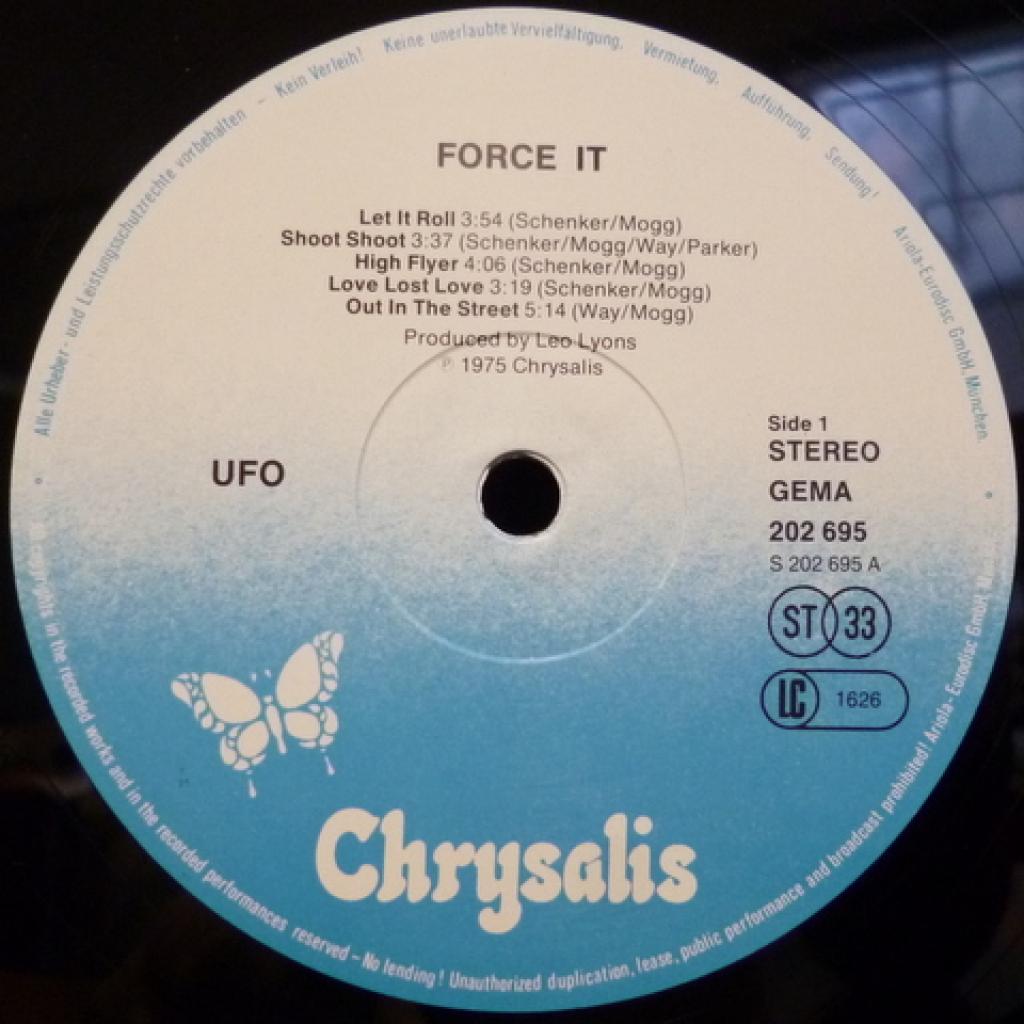 Alle Urheber- und Leistungsschutzrechte vorbehalten – Kein Verleih! Keine unerlaubte Vervielfältigung, Vermietung, Aufführung, Sendung! Ariola-Eurodisc GmbH, München.
FORCE IT
Let It Roll 3:54 (Schenker/Mogg)
Shoot Shoot 3:37 (Schenker/Mogg/Way/Parker)
High Flyer 4:06 (Schenker/Mogg)
Love Lost Love 3:19 (Schenker/Mogg)
Out In The Street 5:14 (Way/Mogg)
Produced by Leo Lyons
℗ 1975 Chrysalis
UFO
Side 1
STEREO
GEMA
202 695
S 202 695 A
ST 33
LC 1626
Chrysalis
in the recorded works and in the recorded performances reserved – No lending! Unauthorized duplication, lease, public performance and broadcast prohibited! Ariola-Eurodisc GmbH,